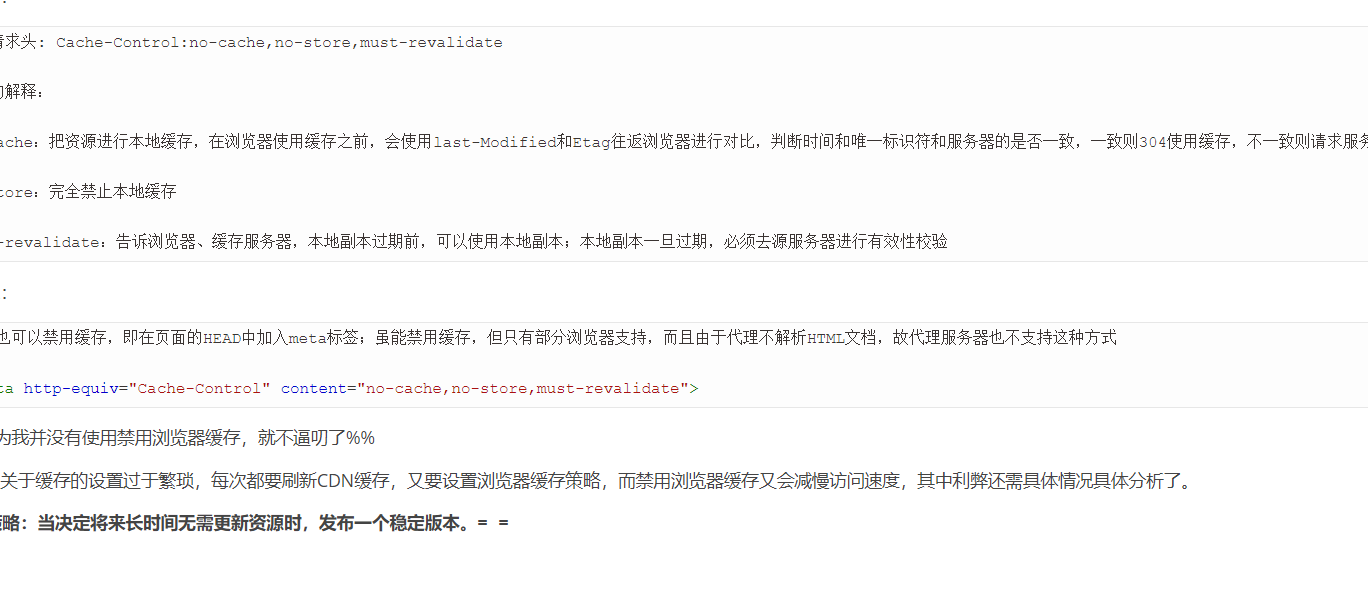 ：
请求头: Cache-Control:no-cache,no-store,must-revalidate
的解释:
ache：把资源进行本地缓存，在浏览器使用缓存之前，会使用last-Modified和Etag往返浏览器进行对比，判断时间和唯一标识符和服务器的是否一致，一致则304使用缓存，不一致则请求服务
tore：完全禁止本地缓存
-revalidate：告诉浏览器、缓存服务器，本地副本过期前，可以使用本地副本；本地副本一旦过期，必须去源服务器进行有效性校验
：
也可以禁用缓存，即在页面的HEAD中加入meta标签；虽能禁用缓存，但只有部分浏览器支持，而且由于代理不解析HTML文档，故代理服务器也不支持这种方式
ta http-equiv="Cache-Control" content="no-cache,no-store,must-revalidate">
为我并没有使用禁用浏览器缓存，就不逼叨了%%
关于缓存的设置过于繁琐，每次都要刷新CDN缓存，又要设置浏览器缓存策略，而禁用浏览器缓存又会减慢访问速度，其中利弊还需具体情况具体分析了。
策略：当决定将来长时间无需更新资源时，发布一个稳定版本。= =